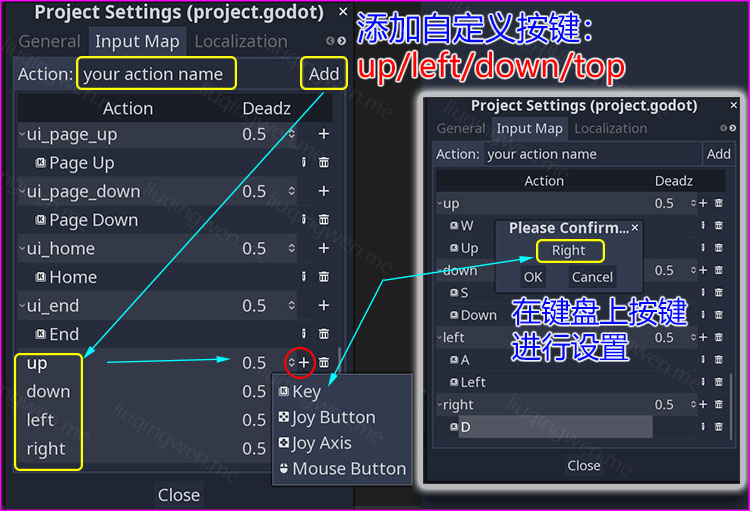 Project Settings (project.godot)
General Input Map Localization
Action: your action name Add
Action Deadz
ui_page_up 0.5
Page Up
ui_page_down 0.5
Page Down
ui_home 0.5
Home
ui_end 0.5
End
up 0.5
down 0.5
left 0.5
right 0.5
Key
Joy Button
Joy Axis
Mouse Button
Close
添加自定义按键：
up/left/down/top
Project Settings (project.godot)
General Input Map Localization
Action: your action name Add
Action Deadz
up 0.5
W
Up
down 0.5
S
Down
left 0.5
A
Left
right 0.5
D
Close
Please Confirm...
Right
OK Cancel
在键盘上按键
进行设置
liuqingwen.me